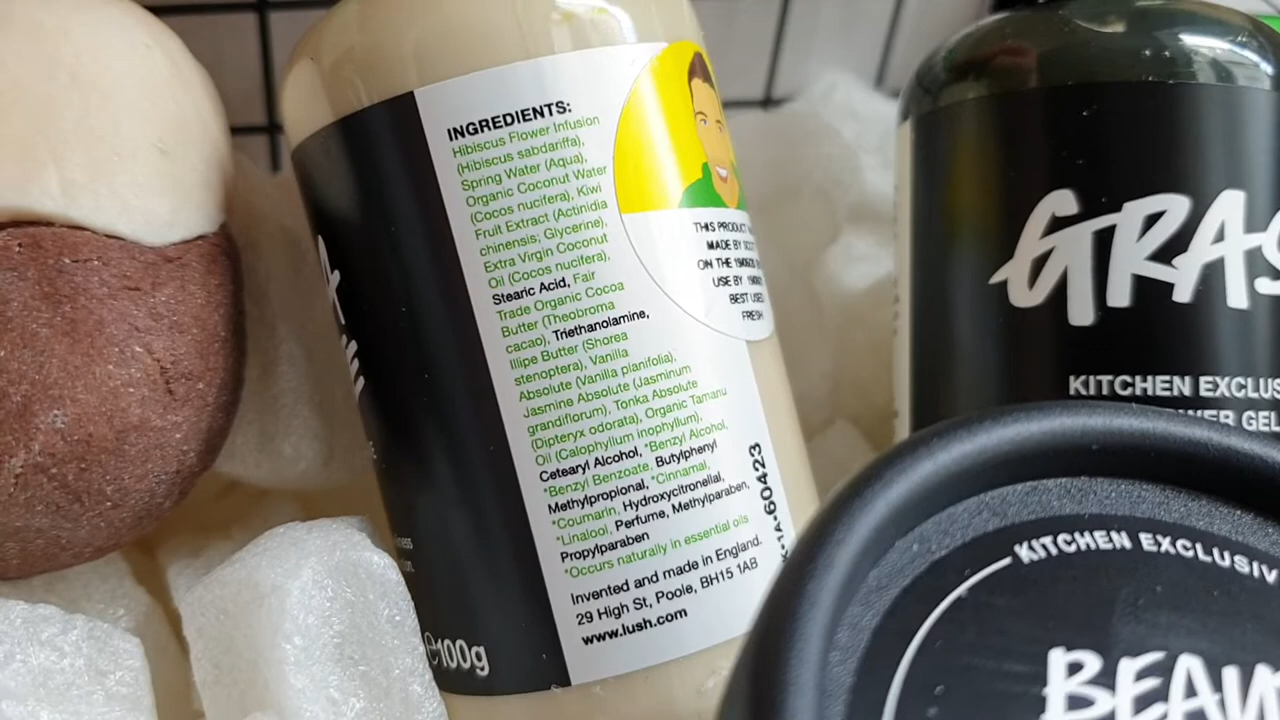 INGREDIENTS:
Hibiscus Flower Infusion
(Hibiscus sabdariffa),
Spring Water (Aqua),
Organic Coconut Water
(Cocos nucifera), Kiwi
Fruit Extract (Actinidia
chinensis; Glycerine),
Extra Virgin Coconut
Oil (Cocos nucifera),
Stearic Acid, Fair
Trade Organic Cocoa
Butter (Theobroma
cacao), Triethanolamine,
Illipe Butter (Shorea
stenoptera), Vanilla
Absolute (Vanilla planifolia),
Jasmine Absolute (Jasminum
grandiflorum), Tonka Absolute
(Dipteryx odorata), Organic Tamanu
Oil (Calophyllum inophyllum),
Cetearyl Alcohol, *Benzyl Alcohol,
*Benzyl Benzoate, Butylphenyl
Methylpropional, *Cinnamal,
*Coumarin, Hydroxycitronellal,
*Linalool, Perfume, Methylparaben,
Propylparaben
*Occurs naturally in essential oils
Invented and made in England.
29 High St, Poole, BH15 1AB
www.lush.com
THIS PRODUCT
MADE BY
ON THE
USE BY
BEST USED
FRESH
60423
℮100g
GRAS
KITCHEN EXCLUS
WER GEL
KITCHEN EXCLUSIV
BEAU